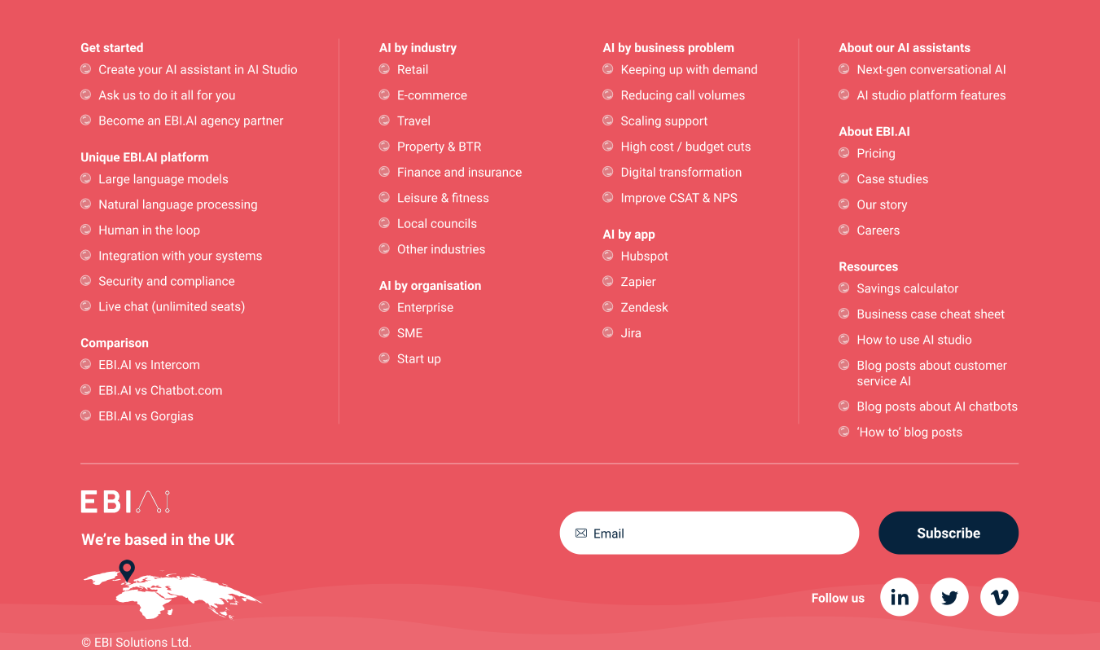 Get started
Create your AI assistant in AI Studio
Ask us to do it all for you
Become an EBI.AI agency partner
Unique EBI.AI platform
Large language models
Natural language processing
Human in the loop
Integration with your systems
Security and compliance
Live chat (unlimited seats)
Comparison
EBI.AI vs Intercom
EBI.AI vs Chatbot.com
EBI.AI vs Gorgias
AI by industry
Retail
E-commerce
Travel
Property & BTR
Finance and insurance
Leisure & fitness
Local councils
Other industries
AI by organisation
Enterprise
SME
Start up
AI by business problem
Keeping up with demand
Reducing call volumes
Scaling support
High cost / budget cuts
Digital transformation
Improve CSAT & NPS
AI by app
Hubspot
Zapier
Zendesk
Jira
About our AI assistants
Next-gen conversational AI
AI studio platform features
About EBI.AI
Pricing
Case studies
Our story
Careers
Resources
Savings calculator
Business case cheat sheet
How to use AI studio
Blog posts about customer
service AI
Blog posts about AI chatbots
‘How to’ blog posts
EBI AI
We’re based in the UK
© EBI Solutions Ltd.
Email
Subscribe
Follow us